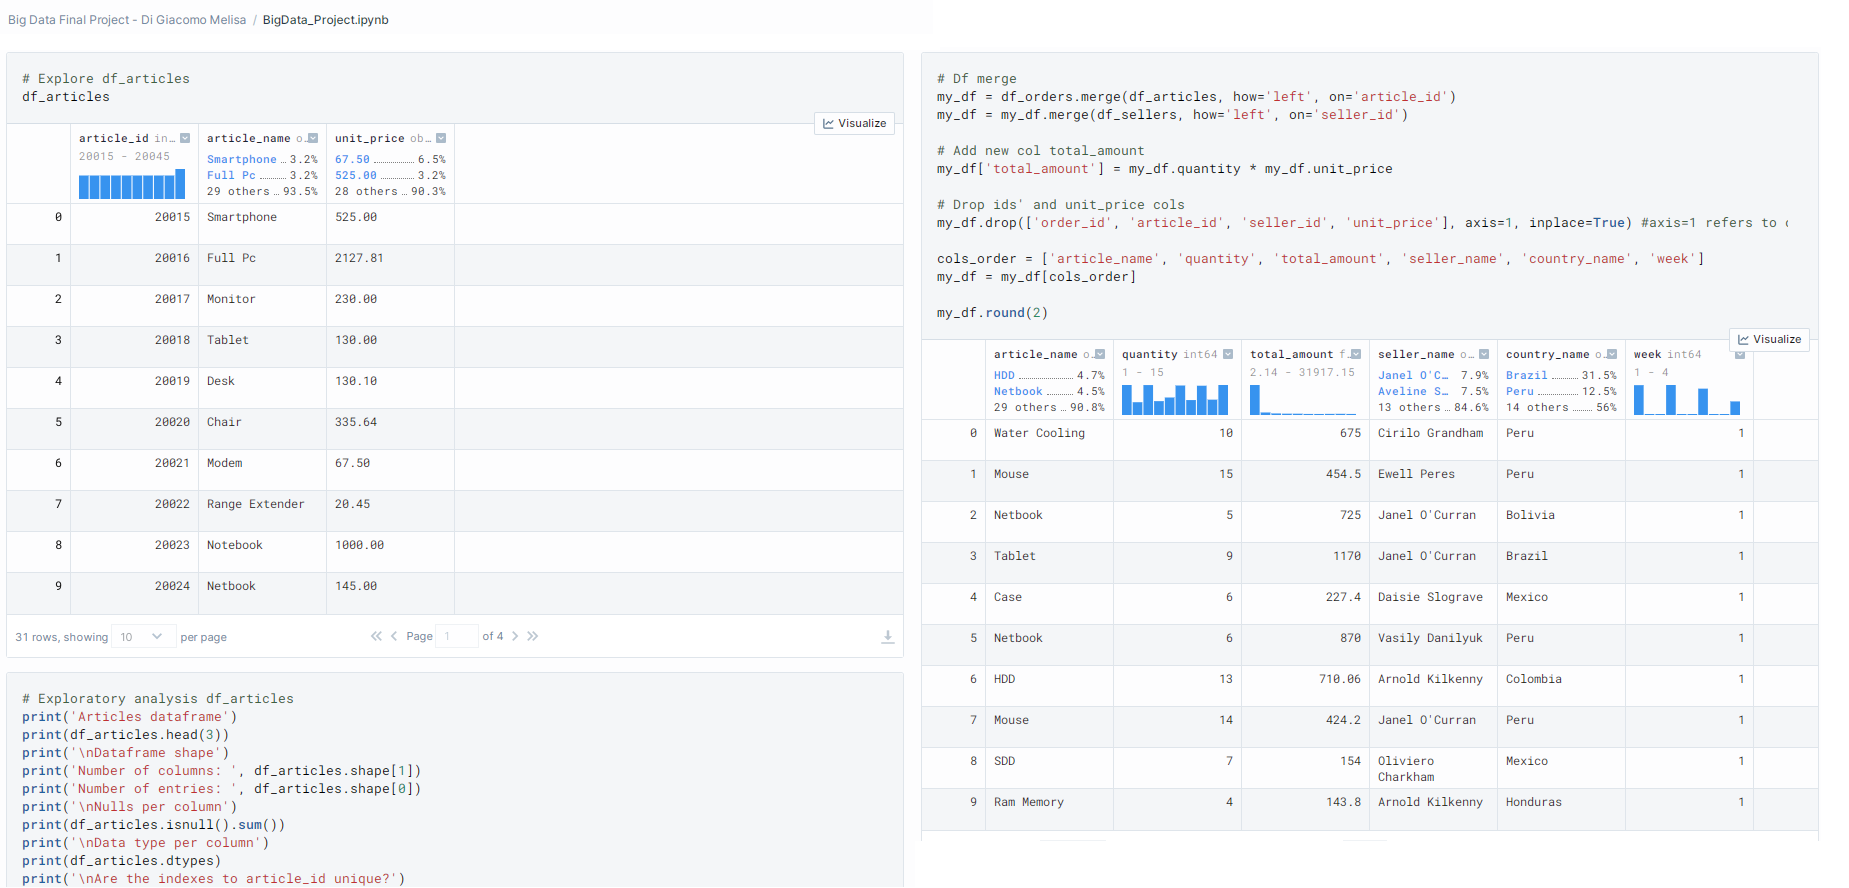 Big Data Final Project - Di Giacomo Melisa / BigData_Project.ipynb
# Explore df_articles
df_articles
Visualize
article_id in… article_name o… unit_price ob…
20015 - 20045 Smartphone 3.2% 67.50 6.5%
Full Pc 3.2% 525.00 3.2%
29 others 93.5% 28 others 90.3%
0 20015 Smartphone 525.00
1 20016 Full Pc 2127.81
2 20017 Monitor 230.00
3 20018 Tablet 130.00
4 20019 Desk 130.10
5 20020 Chair 335.64
6 20021 Modem 67.50
7 20022 Range Extender 20.45
8 20023 Notebook 1000.00
9 20024 Netbook 145.00
31 rows, showing 10 per page Page 1 of 4
# Exploratory analysis df_articles
print('Articles dataframe')
print(df_articles.head(3))
print('\nDataframe shape')
print('Number of columns: ', df_articles.shape[1])
print('Number of entries: ', df_articles.shape[0])
print('\nNulls per column')
print(df_articles.isnull().sum())
print('\nData type per column')
print(df_articles.dtypes)
print('\nAre the indexes to article_id unique?')
# Df merge
my_df = df_orders.merge(df_articles, how='left', on='article_id')
my_df = my_df.merge(df_sellers, how='left', on='seller_id')
# Add new col total_amount
my_df['total_amount'] = my_df.quantity * my_df.unit_price
# Drop ids' and unit_price cols
my_df.drop(['order_id', 'article_id', 'seller_id', 'unit_price'], axis=1, inplace=True) #axis=1 refers to
cols_order = ['article_name', 'quantity', 'total_amount', 'seller_name', 'country_name', 'week']
my_df = my_df[cols_order]
my_df.round(2)
Visualize
article_name o… quantity int64 total_amount f… seller_name o… country_name o… week int64
HDD 4.7% 1 - 15 2.14 - 31917.15 Janel O'C… 7.9% Brazil 31.5% 1 - 4
Netbook 4.5% Aveline S… 7.5% Peru 12.5%
29 others 90.8% 13 others 84.6% 14 others 56%
0 Water Cooling 10 675 Cirilo Grandham Peru 1
1 Mouse 15 454.5 Ewell Peres Peru 1
2 Netbook 5 725 Janel O'Curran Bolivia 1
3 Tablet 9 1170 Janel O'Curran Brazil 1
4 Case 6 227.4 Daisie Slograve Mexico 1
5 Netbook 6 870 Vasily Danilyuk Peru 1
6 HDD 13 710.06 Arnold Kilkenny Colombia 1
7 Mouse 14 424.2 Janel O'Curran Peru 1
8 SDD 7 154 Oliviero Charkham Mexico 1
9 Ram Memory 4 143.8 Arnold Kilkenny Honduras 1